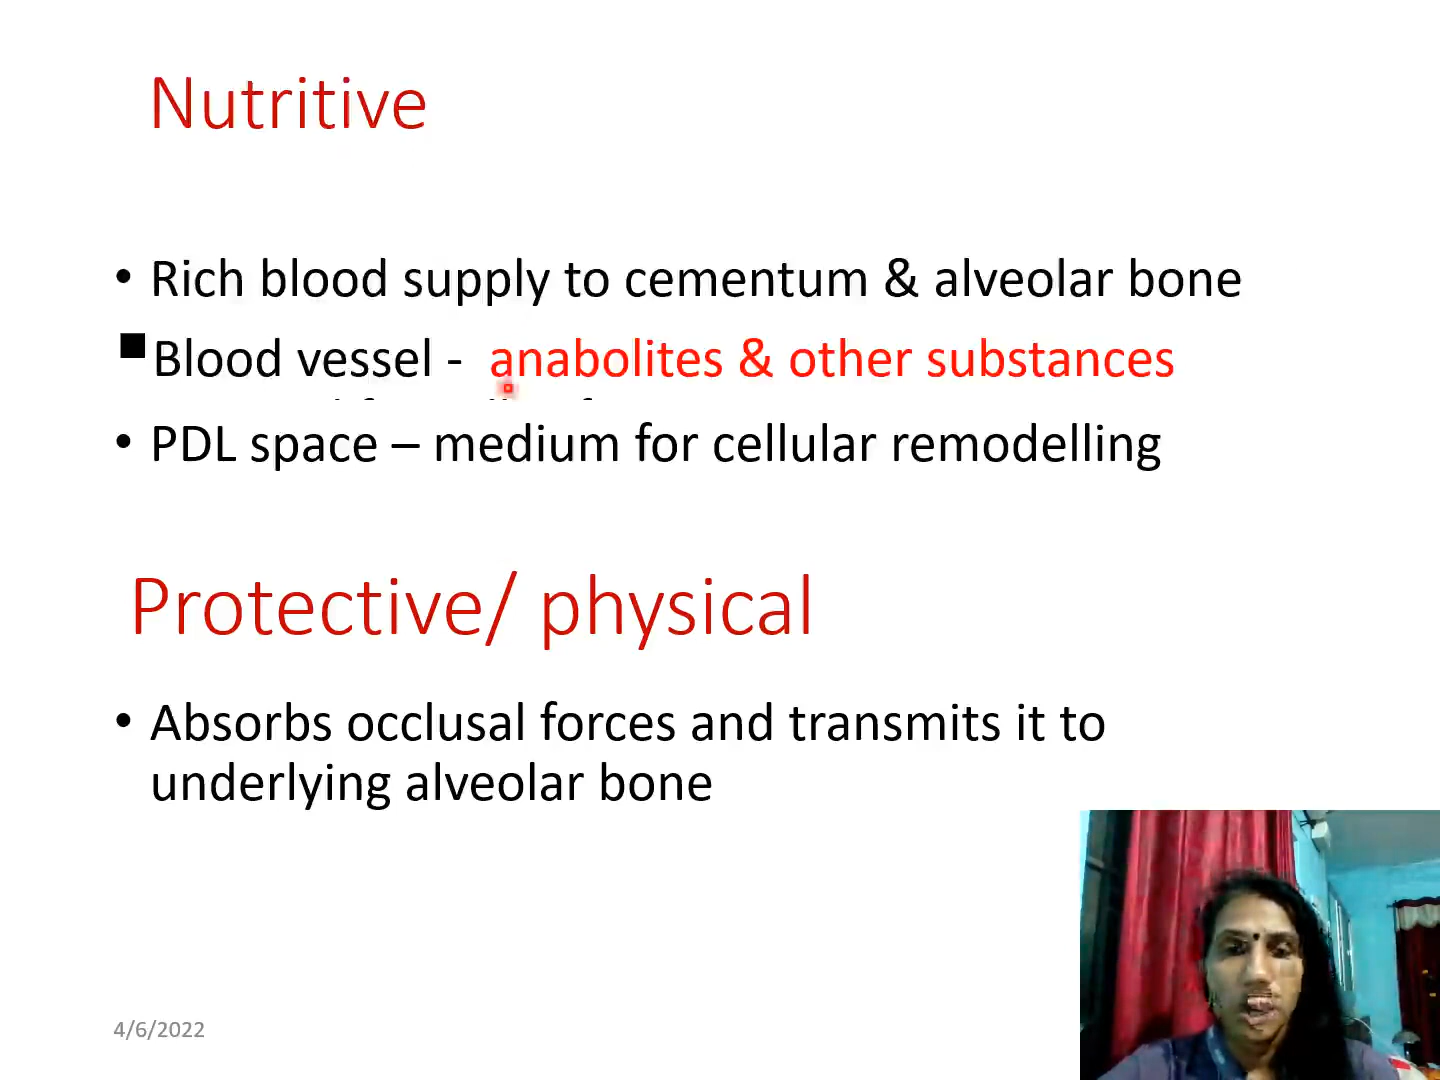 Nutritive
• Rich blood supply to cementum & alveolar bone
▪Blood vessel - anabolites & other substances
• PDL space – medium for cellular remodelling
Protective/ physical
• Absorbs occlusal forces and transmits it to
underlying alveolar bone
4/6/2022